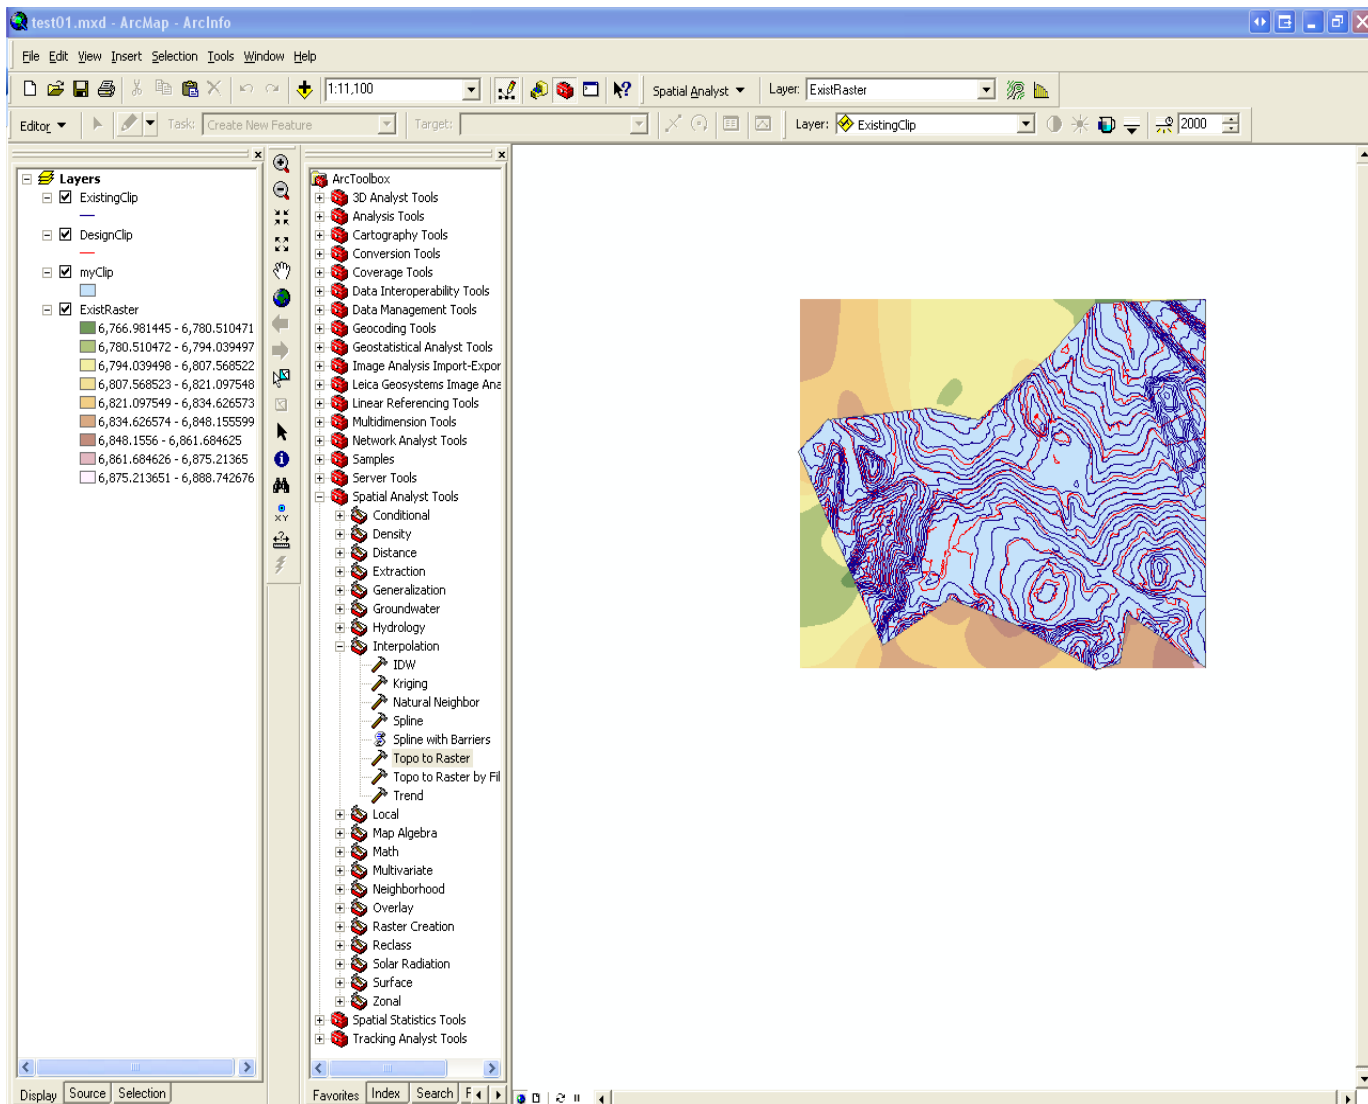 test01.mxd - ArcMap - ArcInfo
File Edit View Insert Selection Tools Window Help
1:11,100
Spatial Analyst
Layer: ExistRaster
Editor
Task: Create New Feature
Target:
Layer: ExistingClip
2000
Layers
ExistingClip
DesignClip
myClip
ExistRaster
6,766.981445 - 6,780.510471
6,780.510472 - 6,794.039497
6,794.039498 - 6,807.568522
6,807.568523 - 6,821.097548
6,821.097549 - 6,834.626573
6,834.626574 - 6,848.155599
6,848.1556 - 6,861.684625
6,861.684626 - 6,875.21365
6,875.213651 - 6,888.742676
Display Source Selection
XY
ArcToolbox
3D Analyst Tools
Analysis Tools
Cartography Tools
Conversion Tools
Coverage Tools
Data Interoperability Tools
Data Management Tools
Geocoding Tools
Geostatistical Analyst Tools
Image Analysis Import-Expor
Leica Geosystems Image Ana
Linear Referencing Tools
Multidimension Tools
Network Analyst Tools
Samples
Server Tools
Spatial Analyst Tools
Conditional
Density
Distance
Extraction
Generalization
Groundwater
Hydrology
Interpolation
IDW
Kriging
Natural Neighbor
Spline
Spline with Barriers
Topo to Raster
Topo to Raster by Fil
Trend
Local
Map Algebra
Math
Multivariate
Neighborhood
Overlay
Raster Creation
Reclass
Solar Radiation
Surface
Zonal
Spatial Statistics Tools
Tracking Analyst Tools
Favorites Index Search